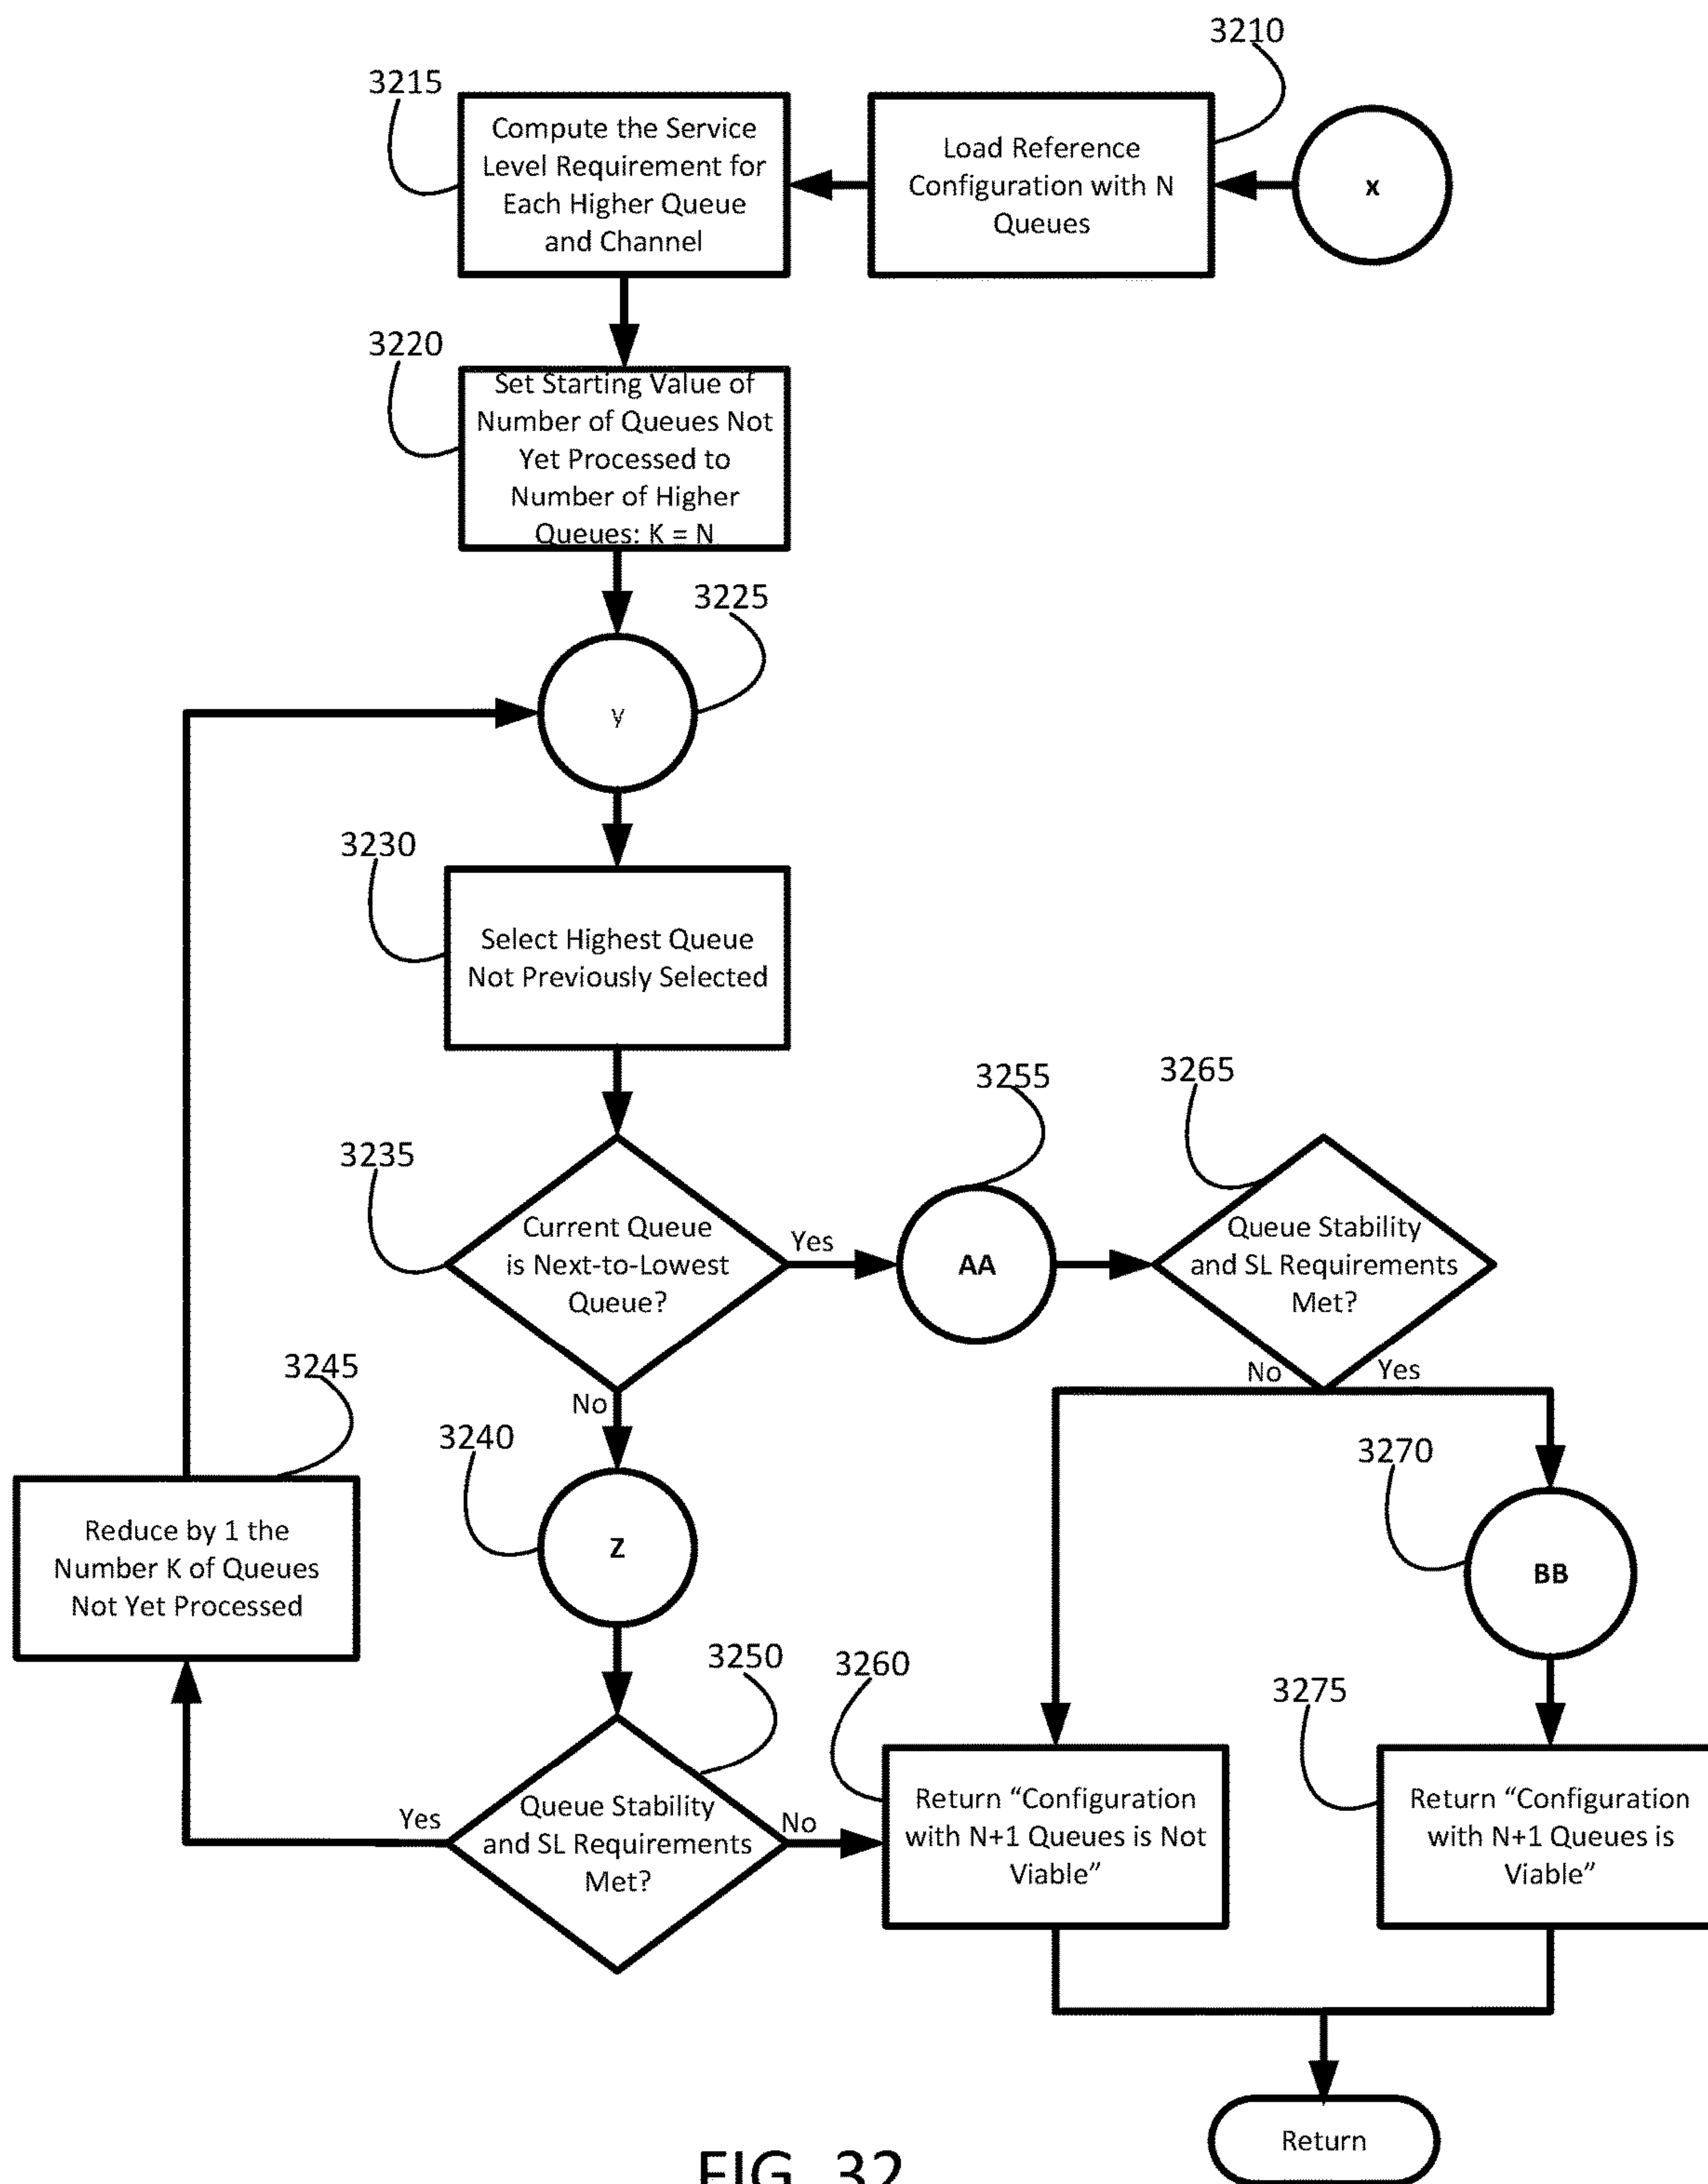 3210
x
Load Reference
Configuration with N
Queues
3215
Compute the Service
Level Requirement for
Each Higher Queue
and Channel
3220
Set Starting Value of
Number of Queues Not
Yet Processed to
Number of Higher
Queues: K = N
3225
y
3230
Select Highest Queue
Not Previously Selected
3235
Current Queue
is Next-to-Lowest
Queue?
Yes
No
3255
AA
3265
Queue Stability
and SL Requirements
Met?
No
Yes
3240
Z
3245
Reduce by 1 the
Number K of Queues
Not Yet Processed
3250
Queue Stability
and SL Requirements
Met?
Yes
No
3260
Return “Configuration
with N+1 Queues is Not
Viable”
3270
BB
3275
Return “Configuration
with N+1 Queues is
Viable”
Return
FIG. 32